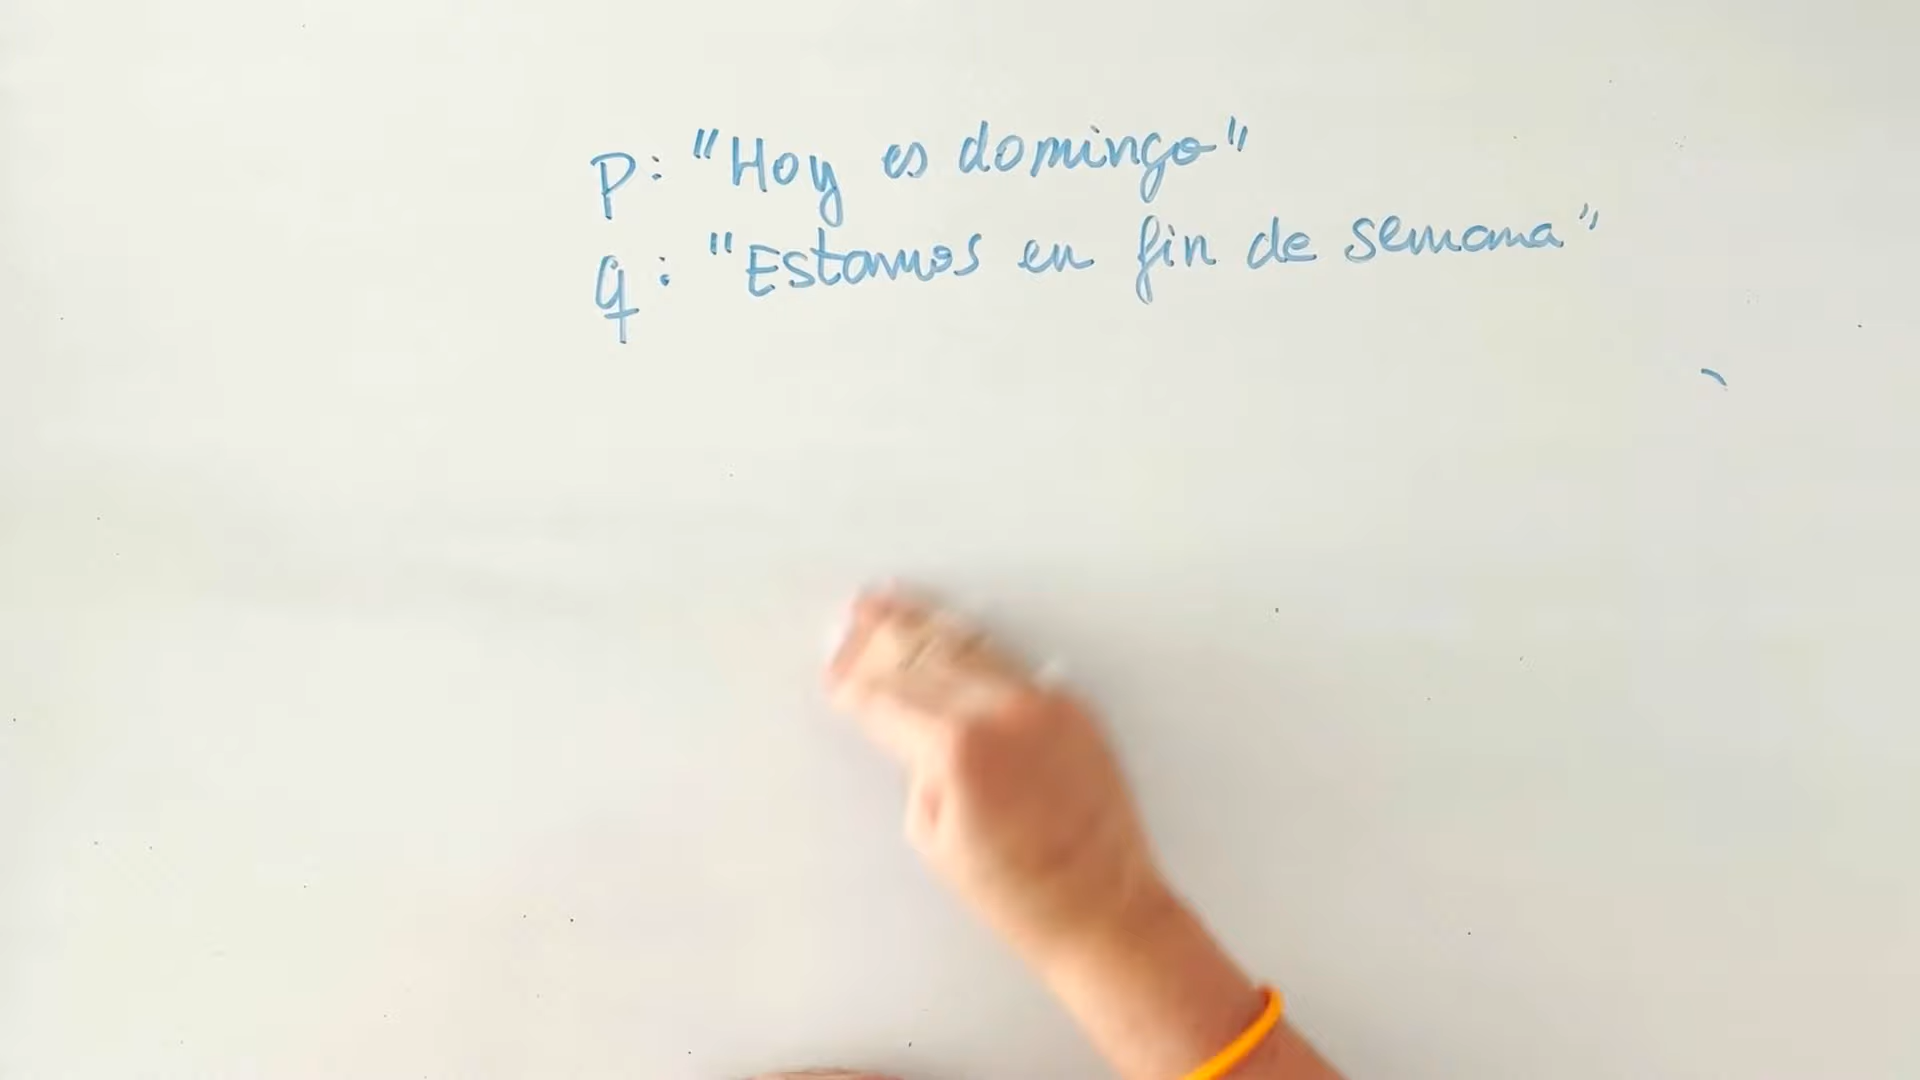 P: "Hoy es domingo"
q: "Estamos en fin de semana"